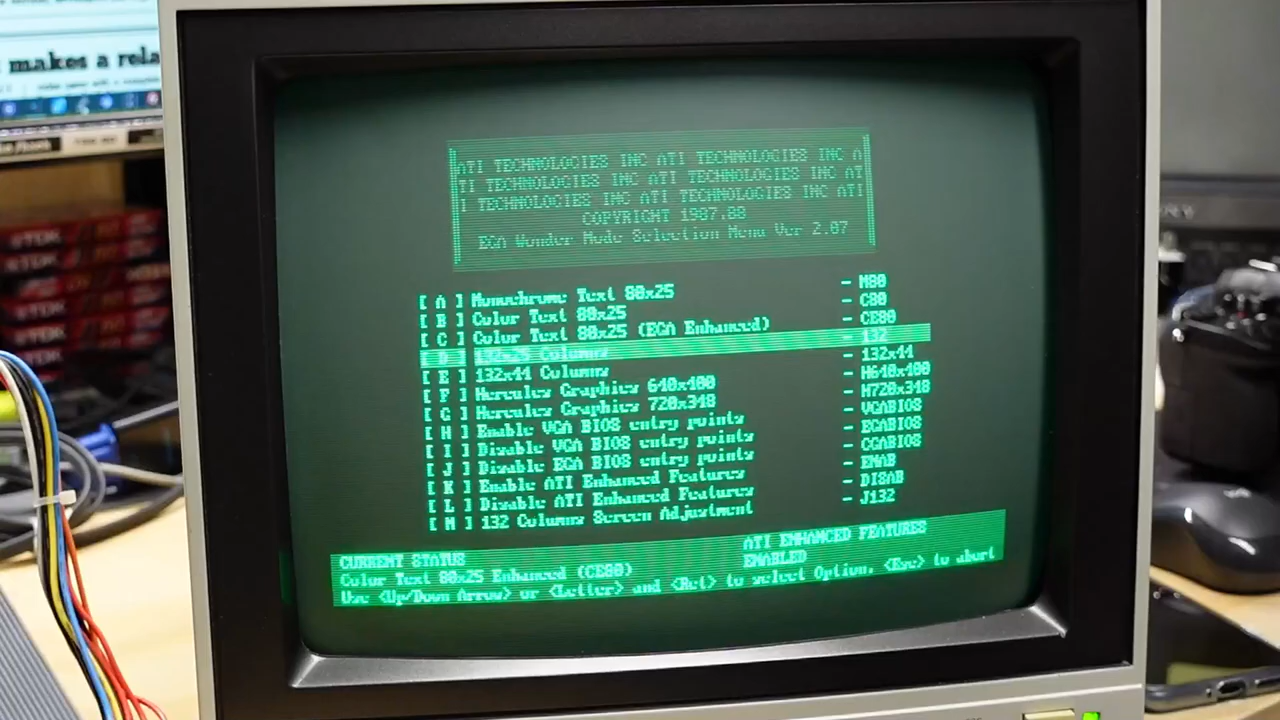 makes a rela
TDK
TDK
ATI TECHNOLOGIES INC ATI TECHNOLOGIES INC A
TI TECHNOLOGIES INC ATI TECHNOLOGIES INC AT
I TECHNOLOGIES INC ATI TECHNOLOGIES INC ATI
COPYRIGHT 1987,88
EGA Wonder Mode Selection Menu Ver 2.07
[ A ] Monochrome Text 80x25 - M80
[ B ] Color Text 80x25 - C80
[ C ] Color Text 80x25 (EGA Enhanced) - CE80
[ D ] 132x25 Columns - 132
[ E ] 132x44 Columns - 132x44
[ F ] Hercules Graphics 640x400 - H640x400
[ G ] Hercules Graphics 720x348 - M720x348
[ H ] Enable VGA BIOS entry points - VGABIOS
[ I ] Disable VGA BIOS entry points - EGABIOS
[ J ] Disable EGA BIOS entry points - CGABIOS
[ K ] Enable ATI Enhanced Features - ENAB
[ L ] Disable ATI Enhanced Features - DISAB
[ M ] 132 Columns Screen Adjustment - J132
CURRENT STATUS ATI ENHANCED FEATURES
Color Text 80x25 Enhanced (CE80) ENABLED
Use <Up/Down Arrow> or <Letter> and <Ret> to select Option, <Esc> to abort